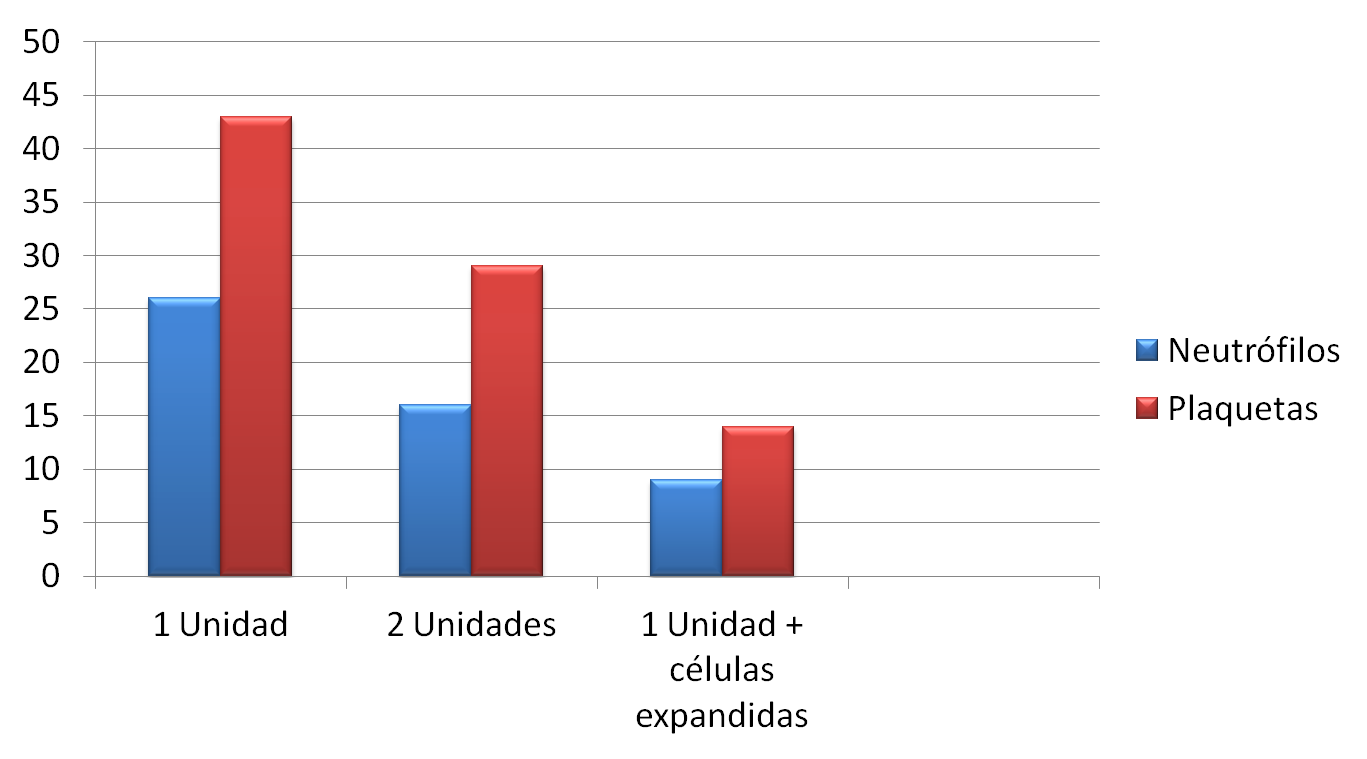 50
45
40
35
30
25
20
15
10
5
0
1 Unidad
2 Unidades
1 Unidad +
células
expandidas
Neutrófilos
Plaquetas